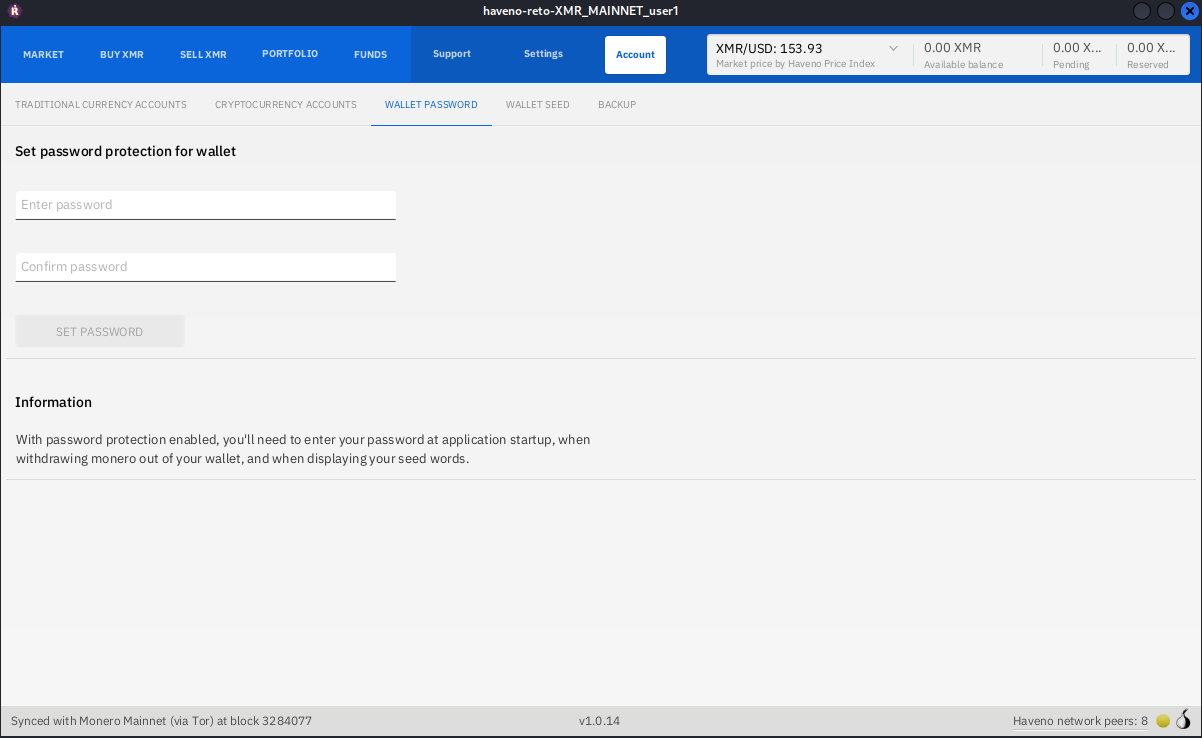 haveno-reto-XMR_MAINNET_user1
MARKET
BUY XMR
SELL XMR
PORTFOLIO
FUNDS
Support
Settings
Account
XMR/USD: 153.93
Market price by Haveno Price Index
0.00 XMR
Available balance
0.00 X...
Pending
0.00 X...
Reserved
TRADITIONAL CURRENCY ACCOUNTS
CRYPTOCURRENCY ACCOUNTS
WALLET PASSWORD
WALLET SEED
BACKUP
Set password protection for wallet
Enter password
Confirm password
SET PASSWORD
Information
With password protection enabled, you'll need to enter your password at application startup, when
withdrawing monero out of your wallet, and when displaying your seed words.
Synced with Monero Mainnet (via Tor) at block 3284077
v1.0.14
Haveno network peers: 8